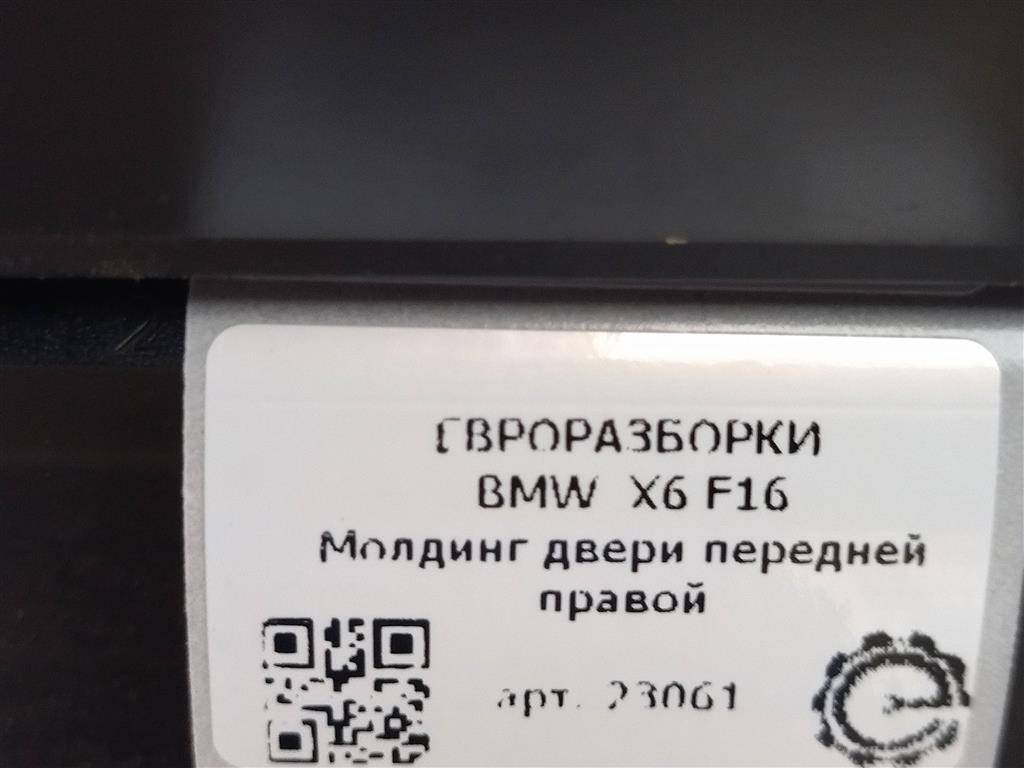 ЕВРОРАЗБОРКИ
BMW X6 F16
Молдинг двери передней
правой
арт. 23061